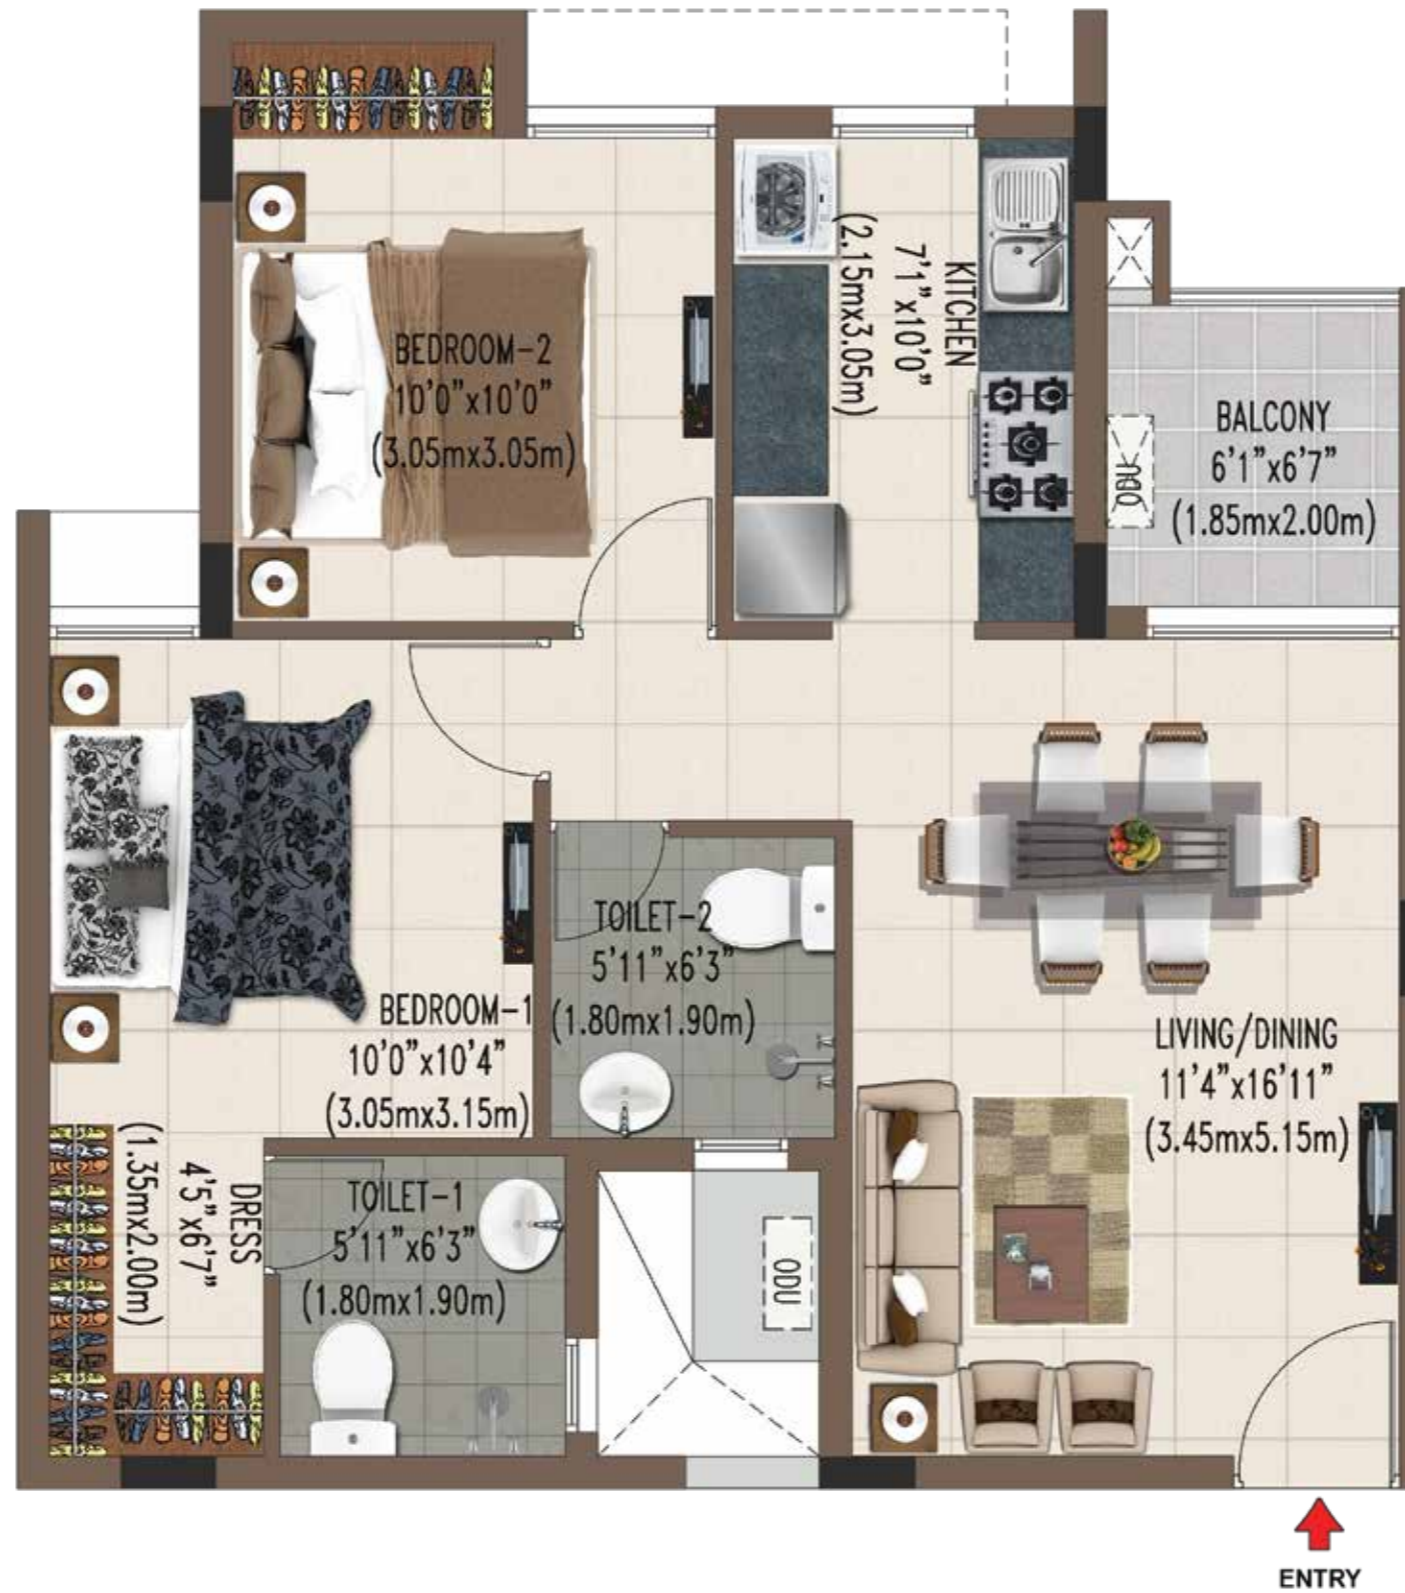 BEDROOM-2
10'0"x10'0"
(3.05mx3.05m)
KITCHEN
7'1"x10'0"
(2.15mx3.05m)
BALCONY
6'1"x6'7"
(1.85mx2.00m)
ODU
BEDROOM-1
10'0"x10'4"
(3.05mx3.15m)
TOILET-2
5'11"x6'3"
(1.80mx1.90m)
LIVING/DINING
11'4"x16'11"
(3.45mx5.15m)
DRESS
4'5"x6'7"
(1.35mx2.00m)
TOILET-1
5'11"x6'3"
(1.80mx1.90m)
ODU
ENTRY